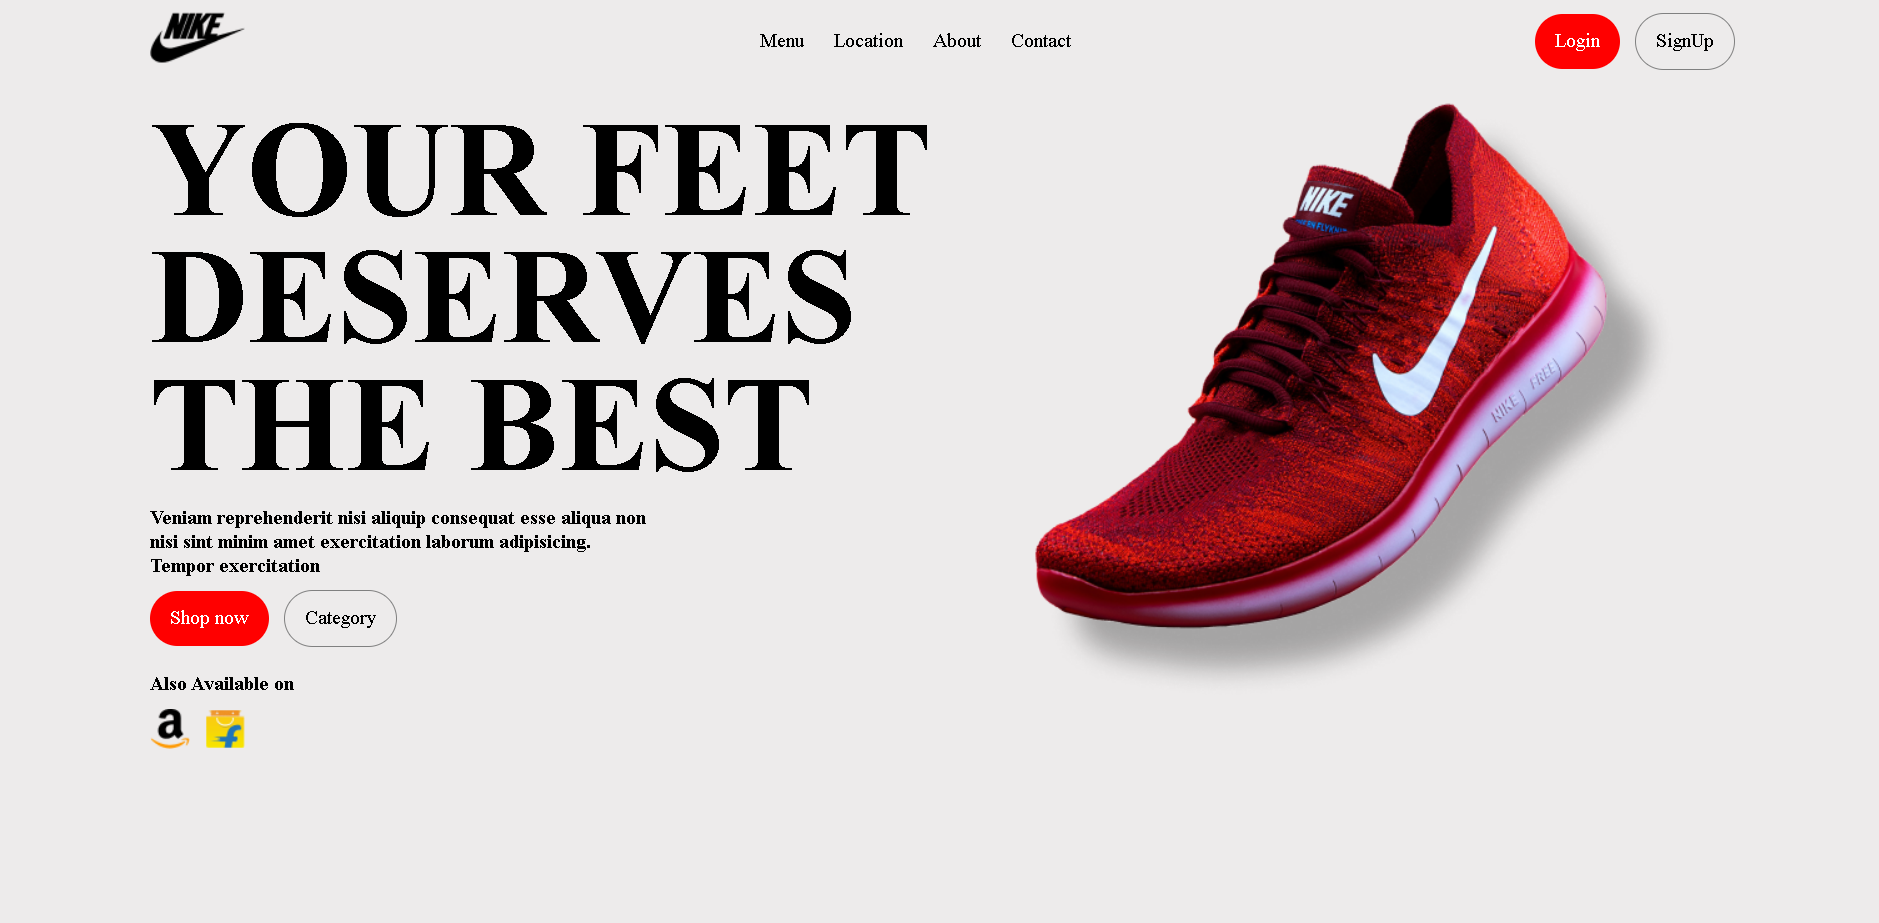 NIKE
Menu Location About Contact
Login SignUp
YOUR FEET
DESERVES
THE BEST
NIKE
NIKE FREE
Veniam reprehenderit nisi aliquip consequat esse aliqua non
nisi sint minim amet exercitation laborum adipisicing.
Tempor exercitation
Shop now Category
Also Available on
a
f